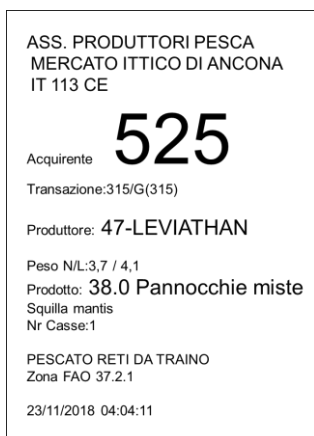 ASS. PRODUTTORI PESCA
MERCATO ITTICO DI ANCONA
IT 113 CE
Acquirente 525
Transazione:315/G(315)
Produttore: 47-LEVIATHAN
Peso N/L:3,7 / 4,1
Prodotto: 38.0 Pannocchie miste
Squilla mantis
Nr Casse:1
PESCATO RETI DA TRAINO
Zona FAO 37.2.1
23/11/2018 04:04:11